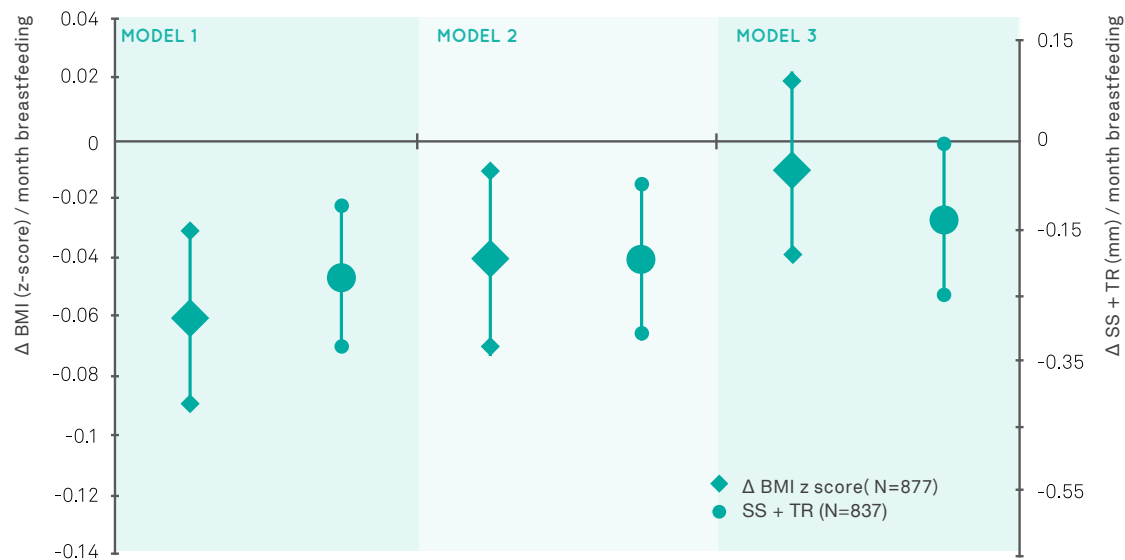 MODEL 1
MODEL 2
MODEL 3
Δ BMI (z-score) / month breastfeeding
0.04
0.02
0
-0.02
-0.04
-0.06
-0.08
-0.1
-0.12
-0.14
0.15
0
-0.15
-0.35
-0.55
Δ SS + TR (mm) / month breastfeeding
Δ BMI z score( N=877)
SS + TR (N=837)